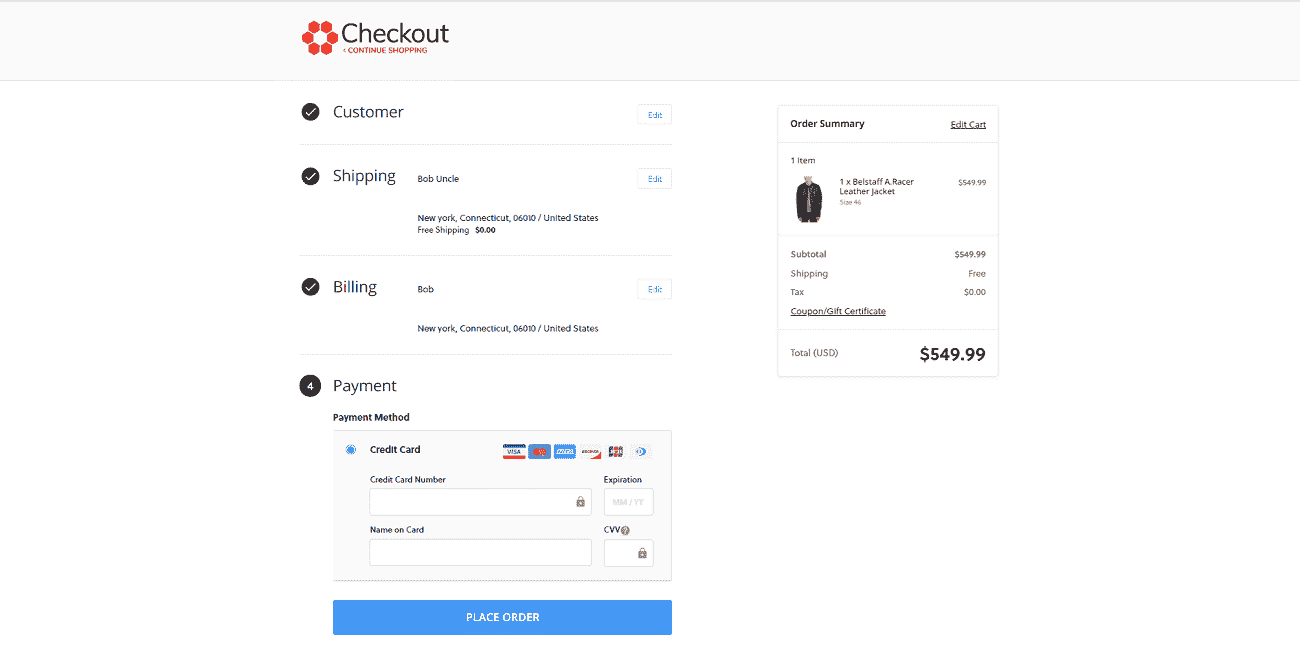 Checkout
‹ CONTINUE SHOPPING
Customer
Edit
Shipping
Bob Uncle
Edit
New york, Connecticut, 06010 / United States
Free Shipping $0.00
Billing
Bob
Edit
New york, Connecticut, 06010 / United States
4 Payment
Payment Method
Credit Card
VISA
Credit Card Number
Expiration
MM / YY
Name on Card
CVV
PLACE ORDER
Order Summary
Edit Cart
1 Item
1 x Belstaff A.Racer
Leather Jacket
$549.99
Size 46
Subtotal $549.99
Shipping Free
Tax $0.00
Coupon/Gift Certificate
Total (USD) $549.99